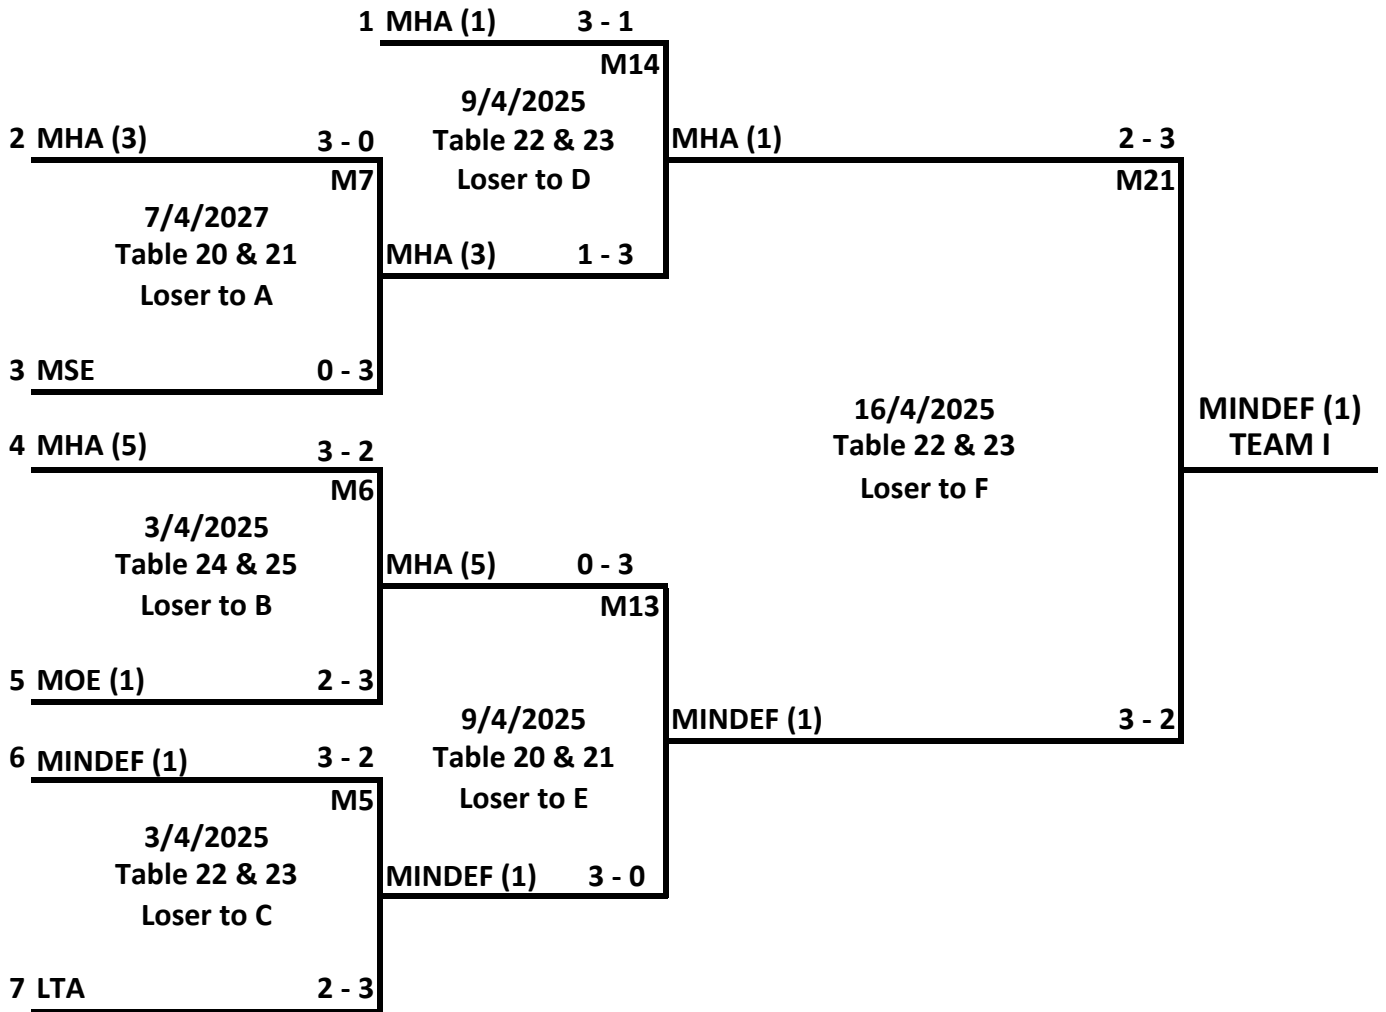 1 MHA (1) 3 - 1
M14
9/4/2025
Table 22 & 23
Loser to D
2 MHA (3) 3 - 0
M7
7/4/2027
Table 20 & 21
Loser to A
MHA (3) 1 - 3
3 MSE 0 - 3
MHA (1) 2 - 3
M21
16/4/2025
Table 22 & 23
Loser to F
MINDEF (1)
TEAM I
4 MHA (5) 3 - 2
M6
3/4/2025
Table 24 & 25
Loser to B
MHA (5) 0 - 3
M13
5 MOE (1) 2 - 3
9/4/2025
Table 20 & 21
Loser to E
MINDEF (1) 3 - 2
6 MINDEF (1) 3 - 2
M5
3/4/2025
Table 22 & 23
Loser to C
MINDEF (1) 3 - 0
7 LTA 2 - 3